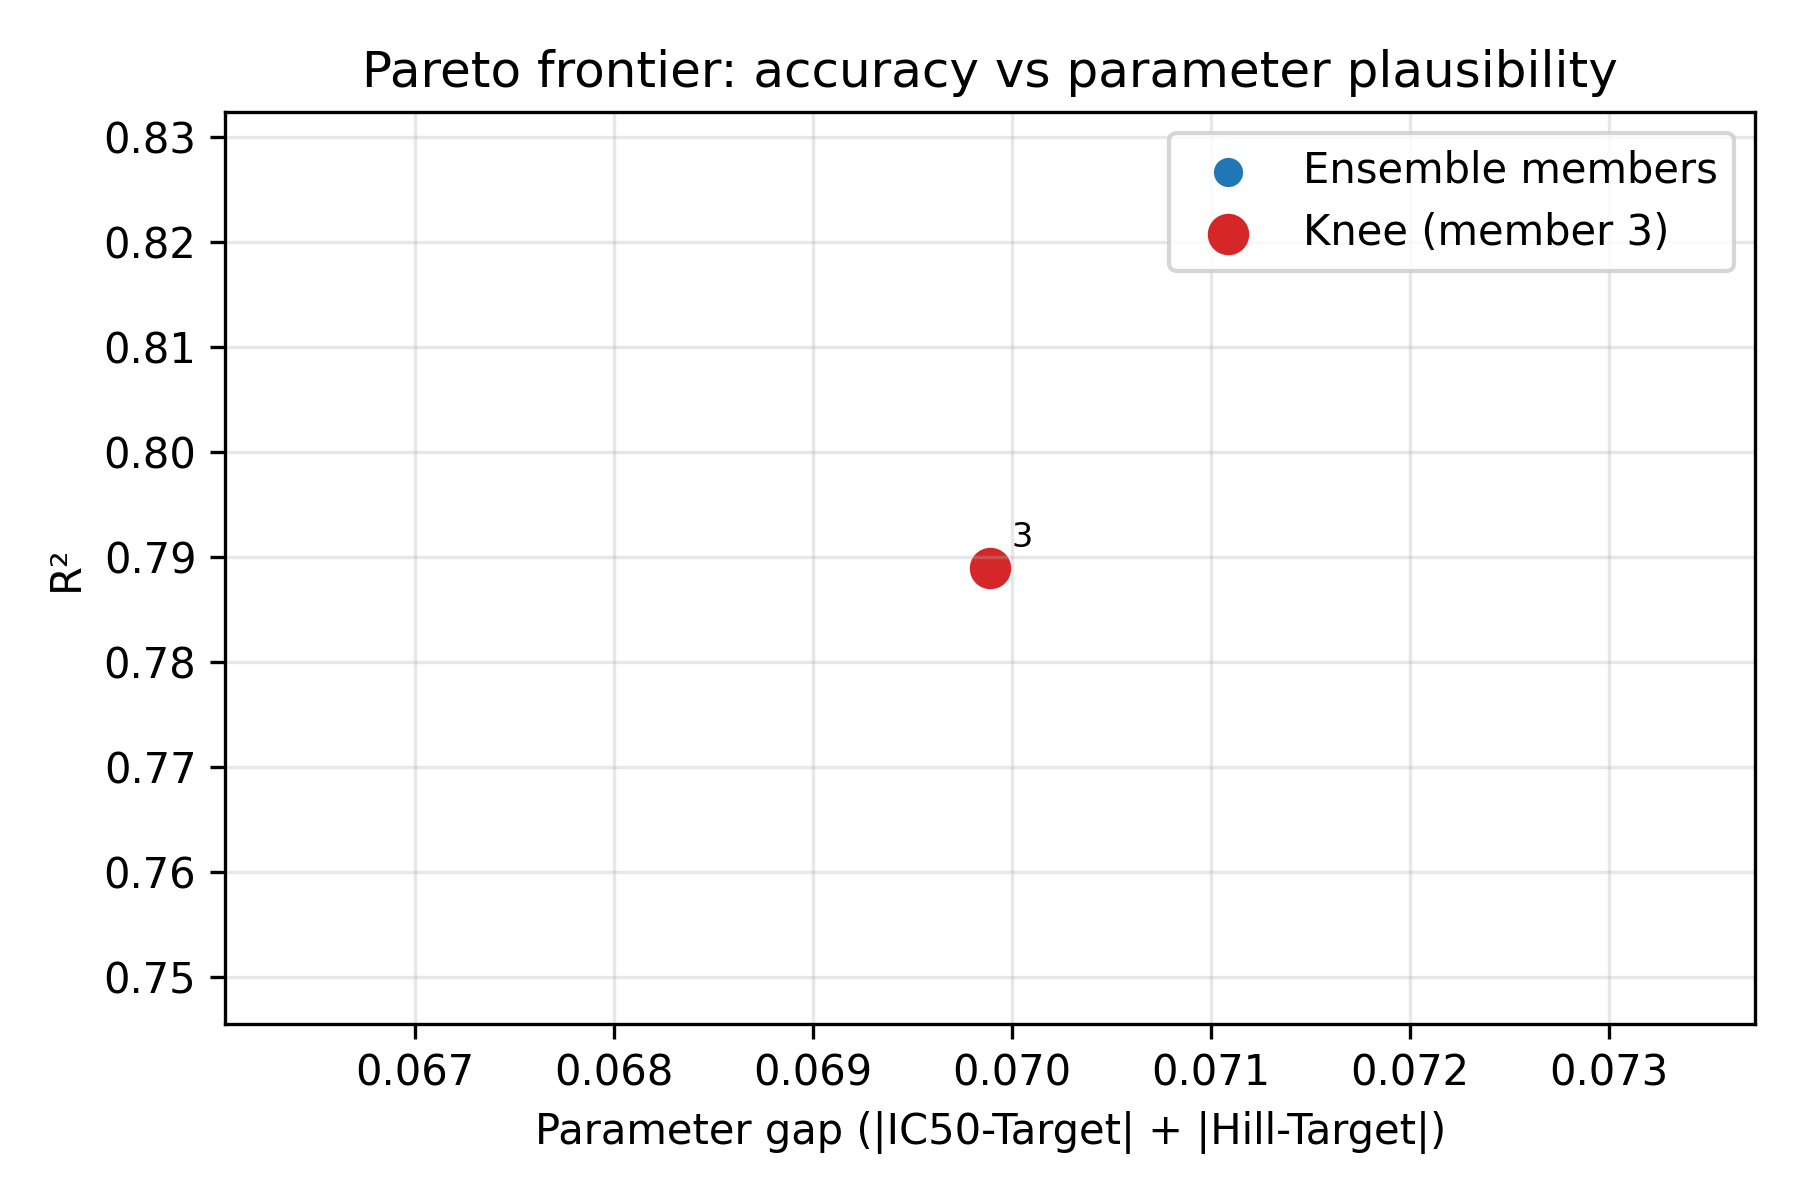 Pareto frontier: accuracy vs parameter plausibility
Ensemble members
Knee (member 3)
0.83
0.82
0.81
0.80
0.79
0.78
0.77
0.76
0.75
R²
3
0.067 0.068 0.069 0.070 0.071 0.072 0.073
Parameter gap (|IC50-Target| + |Hill-Target|)